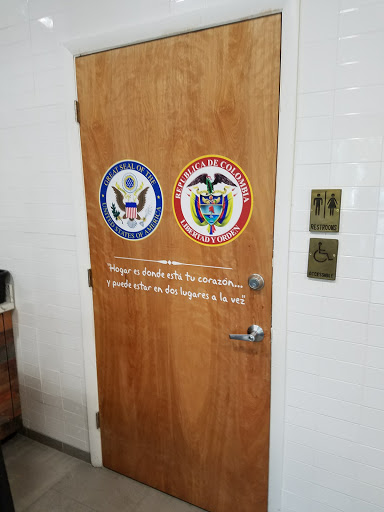 GREAT SEAL OF THE
UNITED STATES OF AMERICA
REPUBLICA DE COLOMBIA
LIBERTAD Y ORDEN
"Hogar es donde está tu corazón...
y puede estar en dos lugares a la vez"
RESTROOMS
ACCESSIBLE